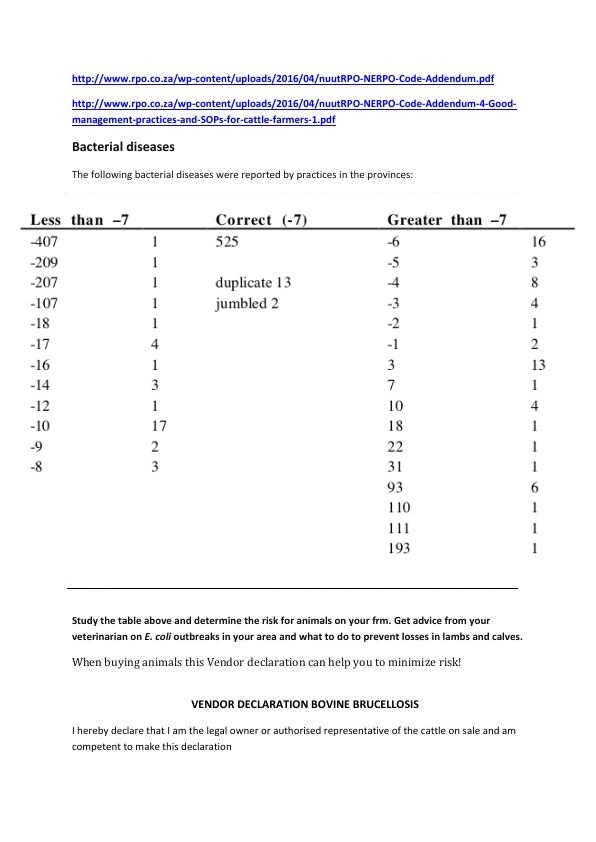 http://www.rpo.co.za/wp-content/uploads/2016/04/nuutRPO-NERPO-Code-Addendum.pdf
http://www.rpo.co.za/wp-content/uploads/2016/04/nuutRPO-NERPO-Code-Addendum-4-Good-
management-practices-and-SOPs-for-cattle-farmers-1.pdf
Bacterial diseases
The following bacterial diseases were reported by practices in the provinces:
Less than –7 Correct (-7) Greater than –7
-407 1 525 -6 16
-209 1 -5 3
-207 1 duplicate 13 -4 8
-107 1 jumbled 2 -3 4
-18 1 -2 1
-17 4 -1 2
-16 1 3 13
-14 3 7 1
-12 1 10 4
-10 17 18 1
-9 2 22 1
-8 3 31 1
93 6
110 1
111 1
193 1
Study the table above and determine the risk for animals on your frm. Get advice from your
veterinarian on E. coli outbreaks in your area and what to do to prevent losses in lambs and calves.
When buying animals this Vendor declaration can help you to minimize risk!
VENDOR DECLARATION BOVINE BRUCELLOSIS
I hereby declare that I am the legal owner or authorised representative of the cattle on sale and am
competent to make this declaration